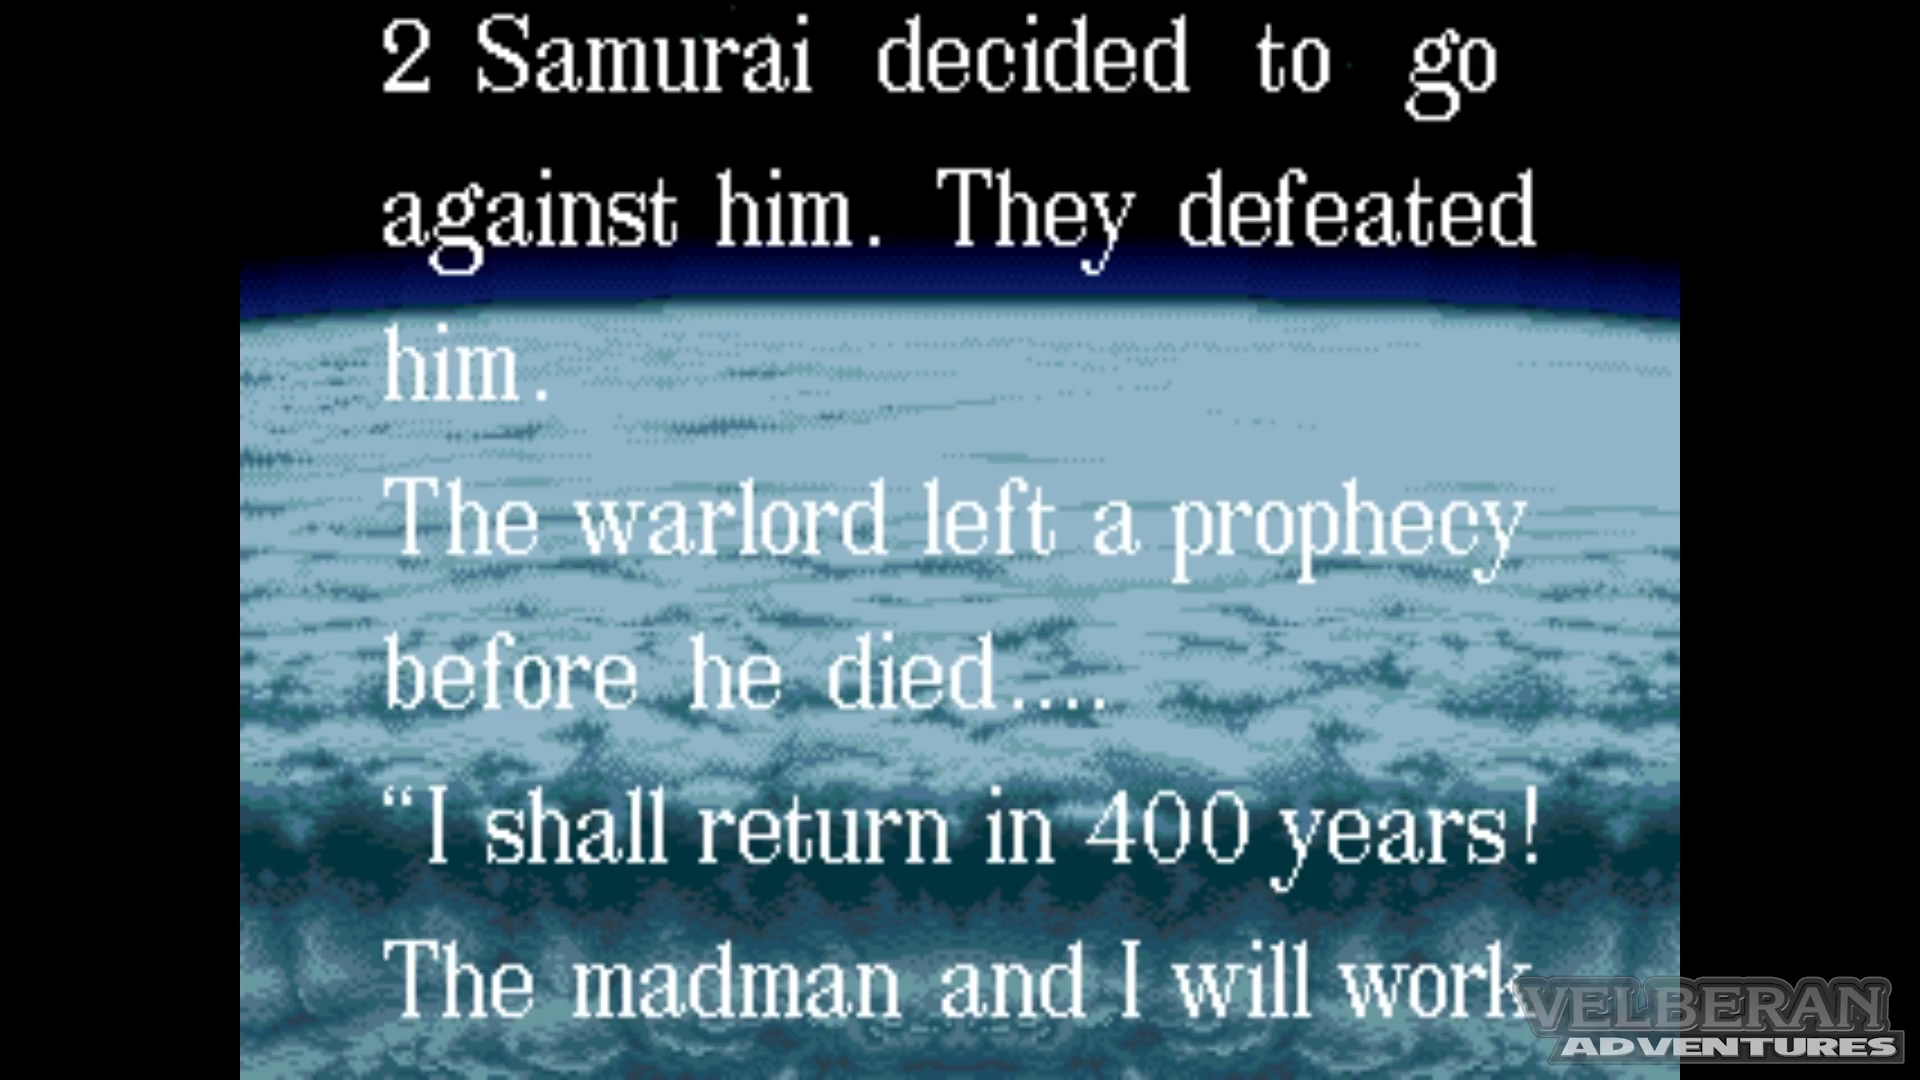 2 Samurai decided to go
against him. They defeated
him.
The warlord left a prophecy
before he died....
“I shall return in 400 years!
The madman and I will work
VELBERAN
ADVENTURES